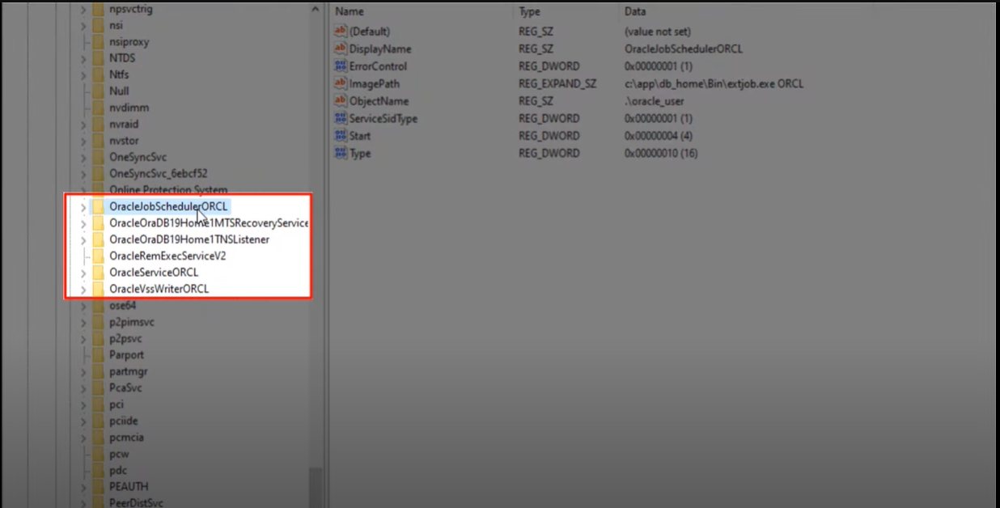 npsvctrig
nsi
nsiproxy
NTDS
Ntfs
Null
nvdimm
nvraid
nvstor
OneSyncSvc
OneSyncSvc_6ebcf52
Online Protection System
OracleJobSchedulerORCL
OracleOraDB19Home1MTSRecoveryService
OracleOraDB19Home1TNSListener
OracleRemExecServiceV2
OracleServiceORCL
OracleVssWriterORCL
ose64
p2pimsvc
p2psvc
Parport
partmgr
PcaSvc
pci
pciide
pcmcia
pcw
pdc
PEAUTH
PeerDistSvc
Name Type Data
(Default) REG_SZ (value not set)
DisplayName REG_SZ OracleJobSchedulerORCL
ErrorControl REG_DWORD 0x00000001 (1)
ImagePath REG_EXPAND_SZ c:\app\db_home\Bin\extjob.exe ORCL
ObjectName REG_SZ .\oracle_user
ServiceSidType REG_DWORD 0x00000001 (1)
Start REG_DWORD 0x00000004 (4)
Type REG_DWORD 0x00000010 (16)